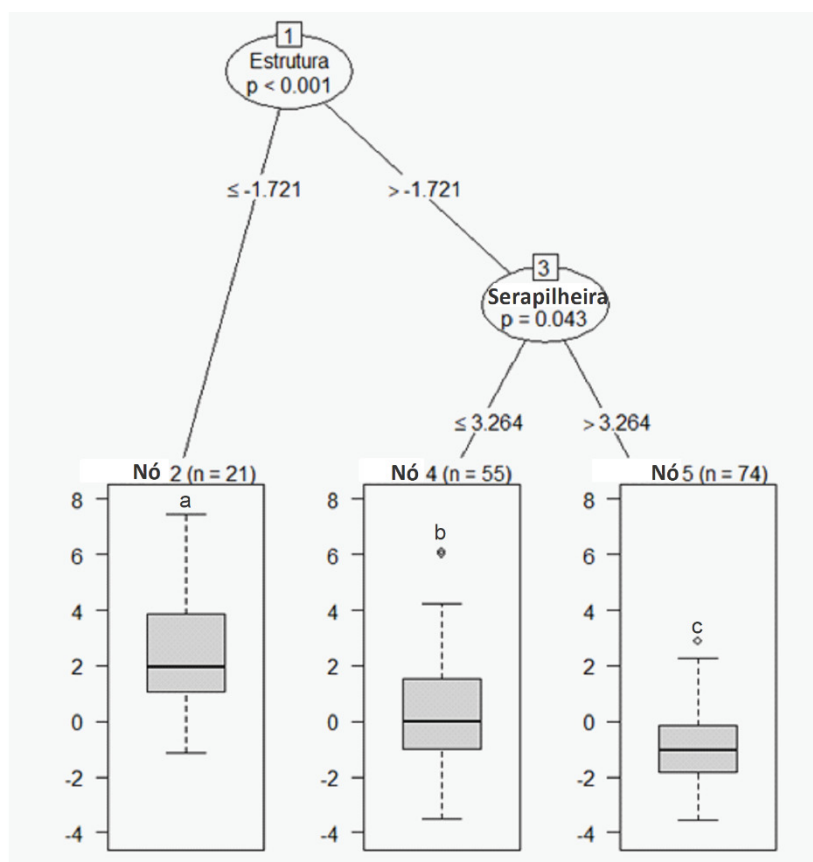 1
Estrutura
p < 0.001
≤ -1.721
> -1.721
3
Serapilheira
p = 0.043
≤ 3.264
> 3.264
Nó 2 (n = 21)
Nó 4 (n = 55)
Nó 5 (n = 74)
a
b
c
8
6
4
2
0
-2
-4
8
6
4
2
0
-2
-4
8
6
4
2
0
-2
-4